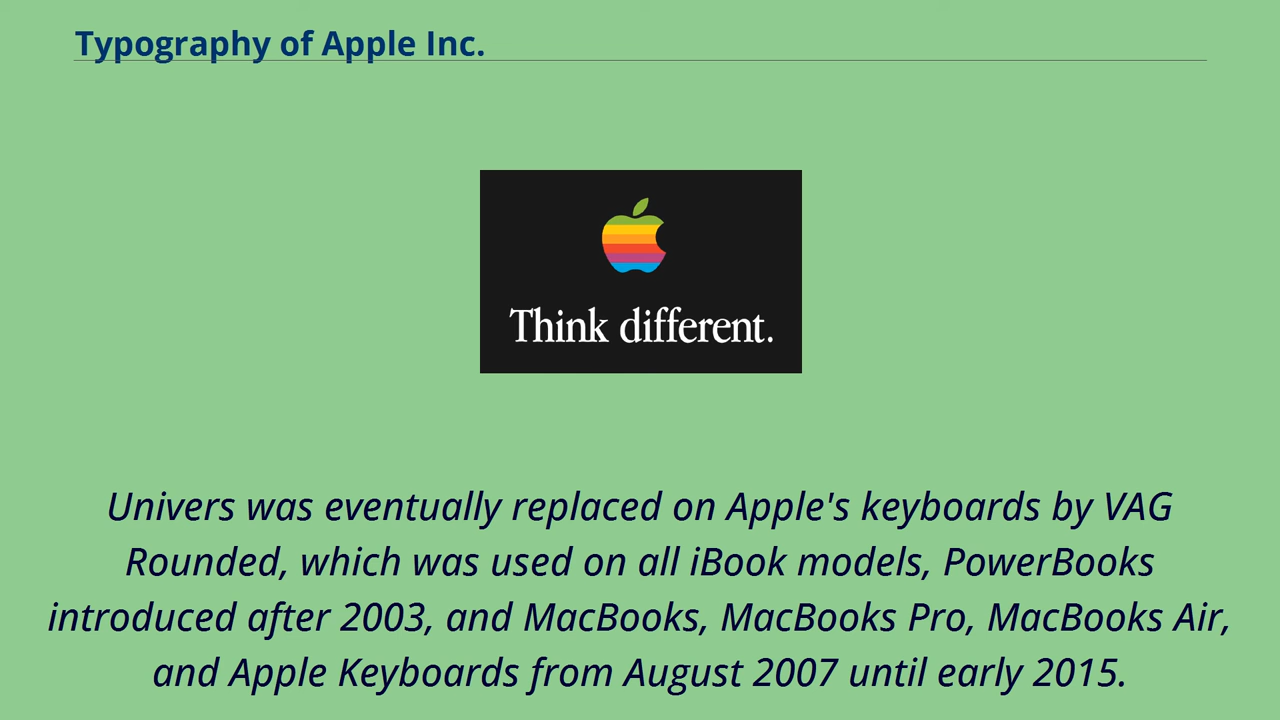 Typography of Apple Inc.
Think different.
Univers was eventually replaced on Apple's keyboards by VAG
Rounded, which was used on all iBook models, PowerBooks
introduced after 2003, and MacBooks, MacBooks Pro, MacBooks Air,
and Apple Keyboards from August 2007 until early 2015.